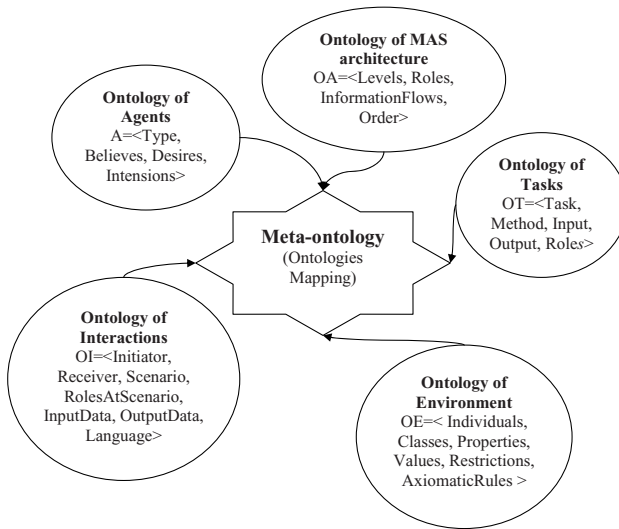 Ontology of MAS
architecture
OA=<Levels, Roles,
InformationFlows,
Order>
Ontology of
Agents
A=<Type,
Believes, Desires,
Intensions>
Ontology of
Tasks
OT=<Task,
Method, Input,
Output, Roles>
Meta-ontology
(Ontologies
Mapping)
Ontology of
Interactions
OI=<Initiator,
Receiver, Scenario,
RolesAtScenario,
InputData, OutputData,
Language>
Ontology of
Environment
OE=< Individuals,
Classes, Properties,
Values, Restrictions,
AxiomaticRules >